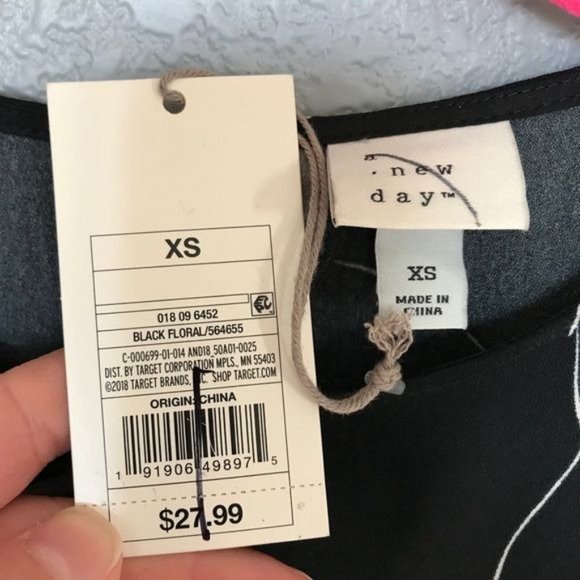 XS
018 09 6452
BLACK FLORAL/564655
C-000699-01-014 AND18_50A01-0025
DIST. BY TARGET CORPORATION MPLS., MN 55403
©2018 TARGET BRANDS, INC. SHOP TARGET.COM
ORIGIN: CHINA
1 91906 49897 5
$27.99
a
.new
day™
XS
MADE IN
CHINA